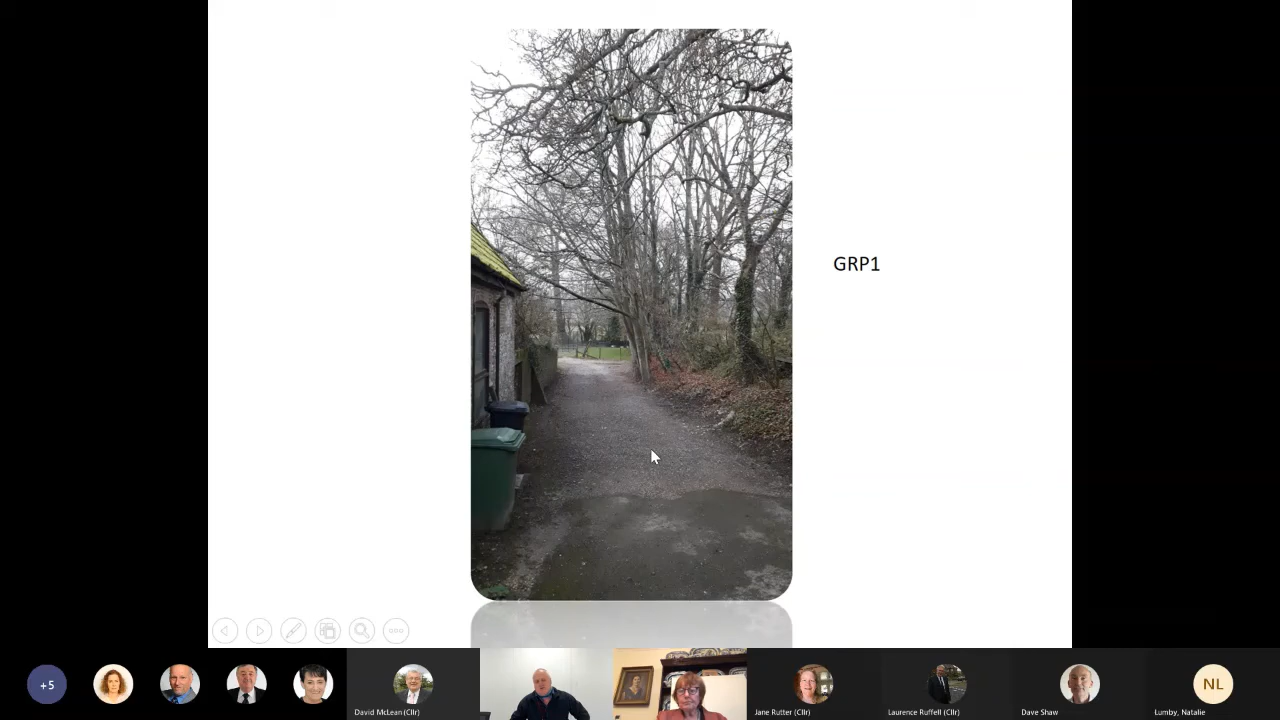 GRP1
+5
David McLean (Cllr)
Jane Rutter (Cllr)
Laurence Ruffell (Cllr)
Dave Shaw
NL
Lumby, Natalie